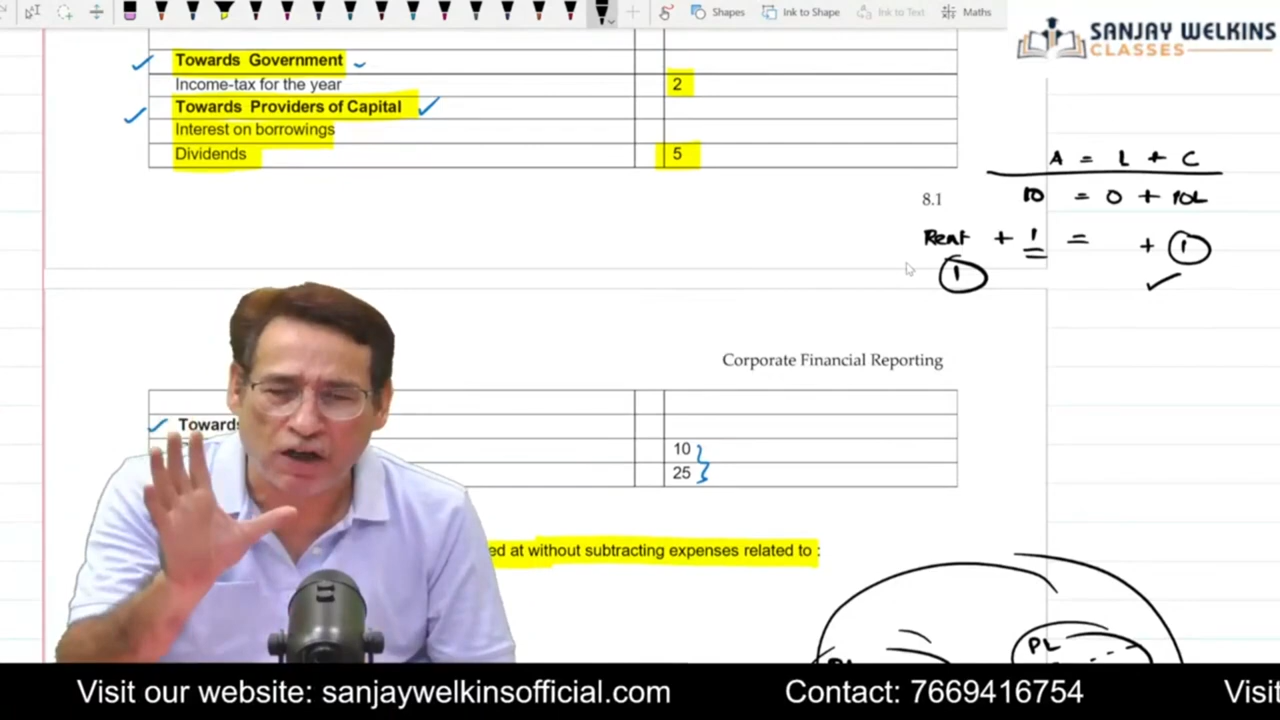 Shapes Ink to Shape Ink to Text Maths
SANJAY WELKINS
CLASSES
Towards Government
Income-tax for the year 2
Towards Providers of Capital
Interest on borrowings
Dividends 5
A = L + C
8.1
10 = 0 + 10L
Rent + 1 = + 1
1
Corporate Financial Reporting
Towards
10
25
ed at without subtracting expenses related to :
PL
Visit our website: sanjaywelkinsofficial.com Contact: 7669416754 Visi